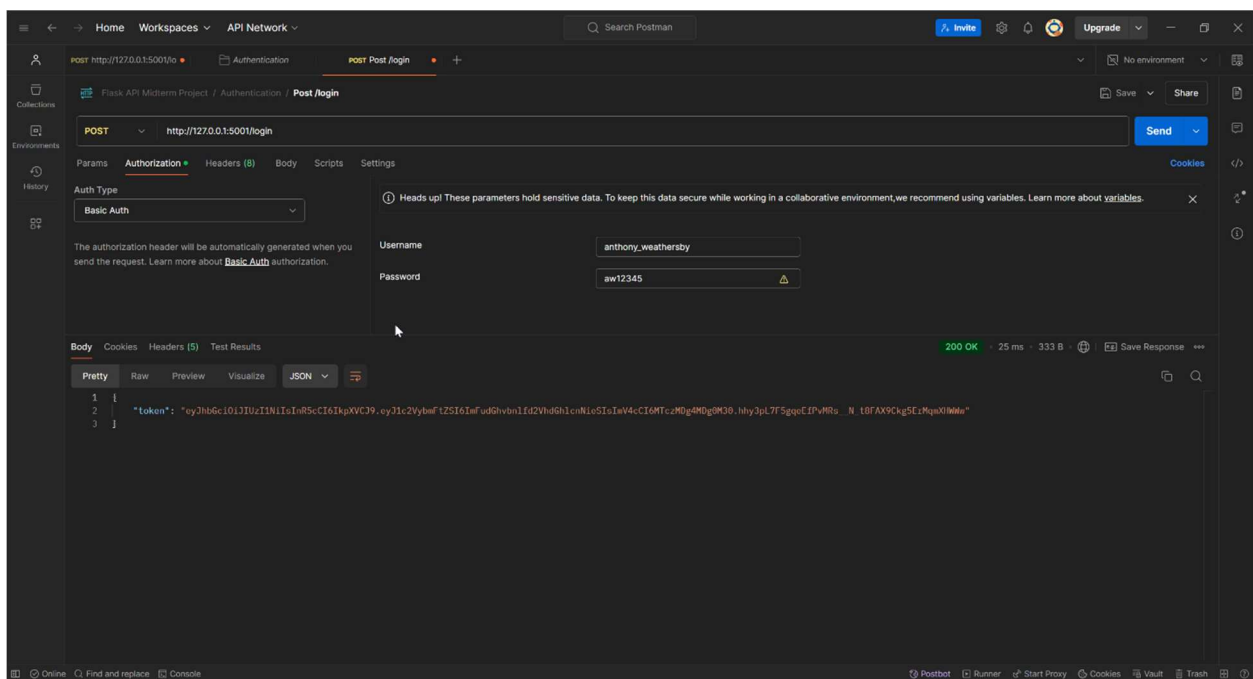 Home Workspaces API Network Search Postman Invite Upgrade
POST http://127.0.0.1:5001/lo Authentication POST Post /login + No environment
Collections
Flask API Midterm Project / Authentication / Post /login Save Share
HTTP
Environments
POST http://127.0.0.1:5001/login Send
History
Params Authorization Headers (8) Body Scripts Settings Cookies
Auth Type
Basic Auth
Heads up! These parameters hold sensitive data. To keep this data secure while working in a collaborative environment,we recommend using variables. Learn more about variables.
The authorization header will be automatically generated when you
send the request. Learn more about Basic Auth authorization.
Username anthony_weathersby
Password aw12345
Body Cookies Headers (5) Test Results 200 OK 25 ms 333 B Save Response
Pretty Raw Preview Visualize JSON
1 {
2 "token":
3 }
Online Find and replace Console Postbot Runner Start Proxy Cookies Vault Trash